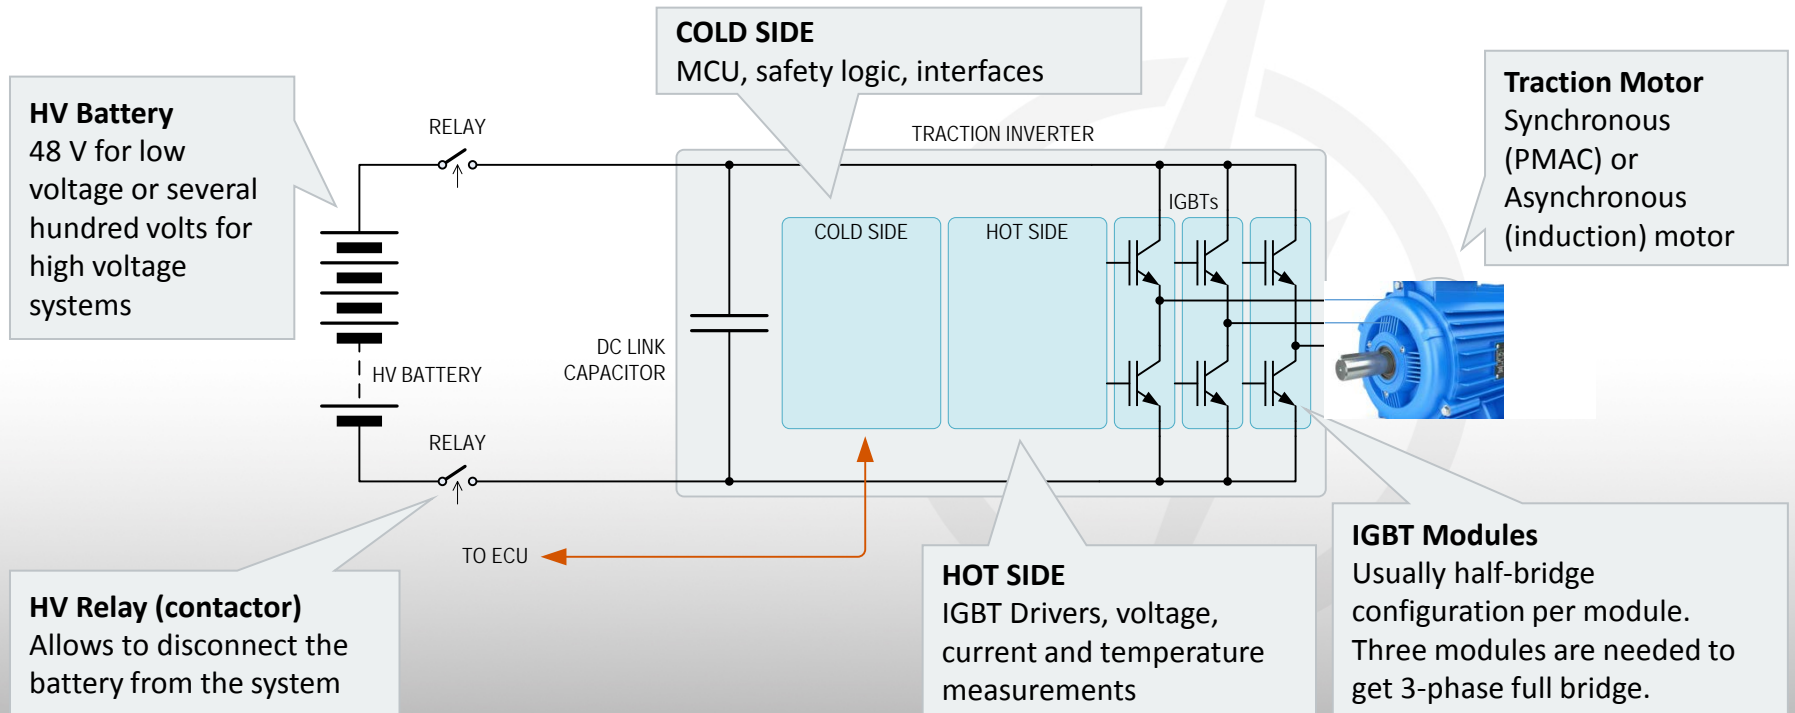 COLD SIDE
MCU, safety logic, interfaces
HV Battery
48 V for low
voltage or several
hundred volts for
high voltage
systems
Traction Motor
Synchronous
(PMAC) or
Asynchronous
(induction) motor
RELAY
TRACTION INVERTER
IGBTs
COLD SIDE
HOT SIDE
DC LINK
CAPACITOR
HV BATTERY
RELAY
TO ECU
HV Relay (contactor)
Allows to disconnect the
battery from the system
HOT SIDE
IGBT Drivers, voltage,
current and temperature
measurements
IGBT Modules
Usually half-bridge
configuration per module.
Three modules are needed to
get 3-phase full bridge.